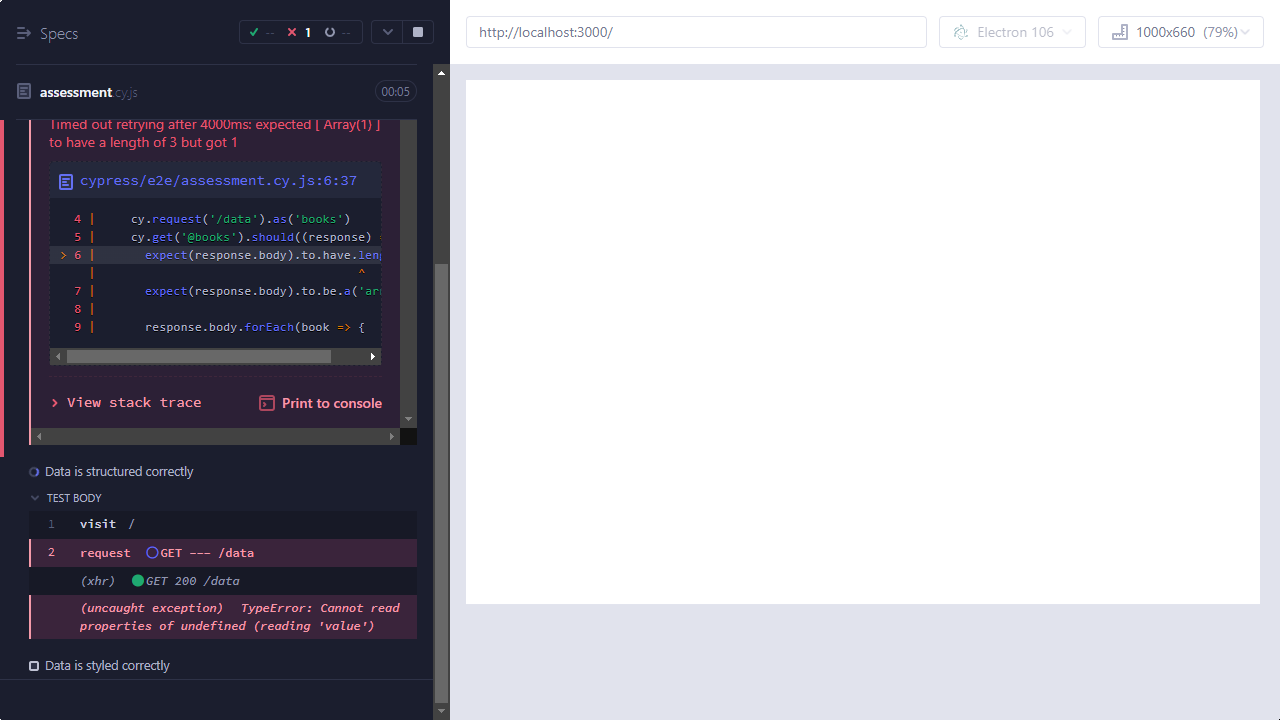 Specs
--
1
--
http://localhost:3000/
Electron 106
1000x660 (79%)
assessment.cy.js
00:05
Timed out retrying after 4000ms: expected [ Array(1) ]
to have a length of 3 but got 1
cypress/e2e/assessment.cy.js:6:37
4 | cy.request('/data').as('books')
5 | cy.get('@books').should((response) =
> 6 | expect(response.body).to.have.leng
| ^
7 | expect(response.body).to.be.a('arr
8 |
9 | response.body.forEach(book => {
> View stack trace
Print to console
Data is structured correctly
TEST BODY
1 visit /
2 request GET --- /data
(xhr) GET 200 /data
(uncaught exception) TypeError: Cannot read
properties of undefined (reading 'value')
Data is styled correctly